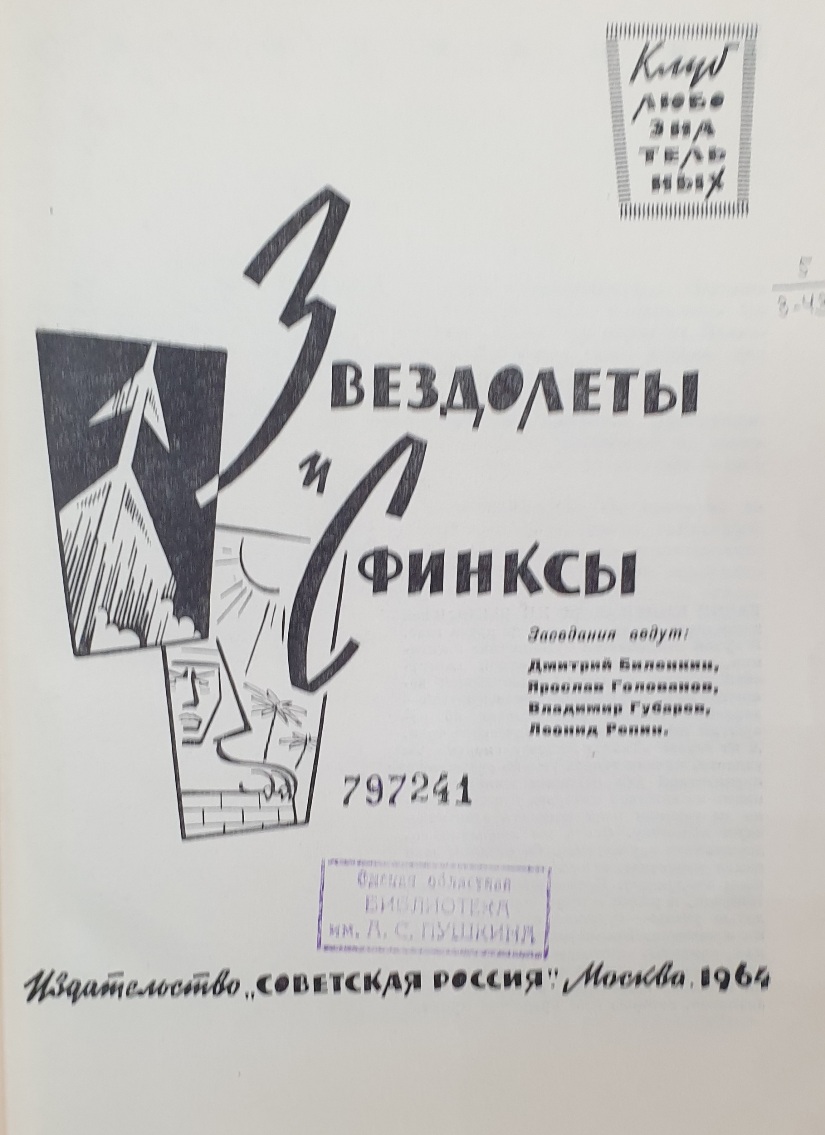 Клуб
ЛЮБО
ЗНА
ТЕЛЬ
НЫХ
5
3-43
ЗВЕЗДОЛЕТЫ
и
СФИНКСЫ
Заседания ведут:
Дмитрий Биленкин,
Ярослав Голованов,
Владимир Губарев,
Леонид Репин.
797241
Омская областная
БИБЛИОТЕКА
им. А. С. ПУШКИНА
Издательство „СОВЕТСКАЯ РОССИЯ". Москва. 1964